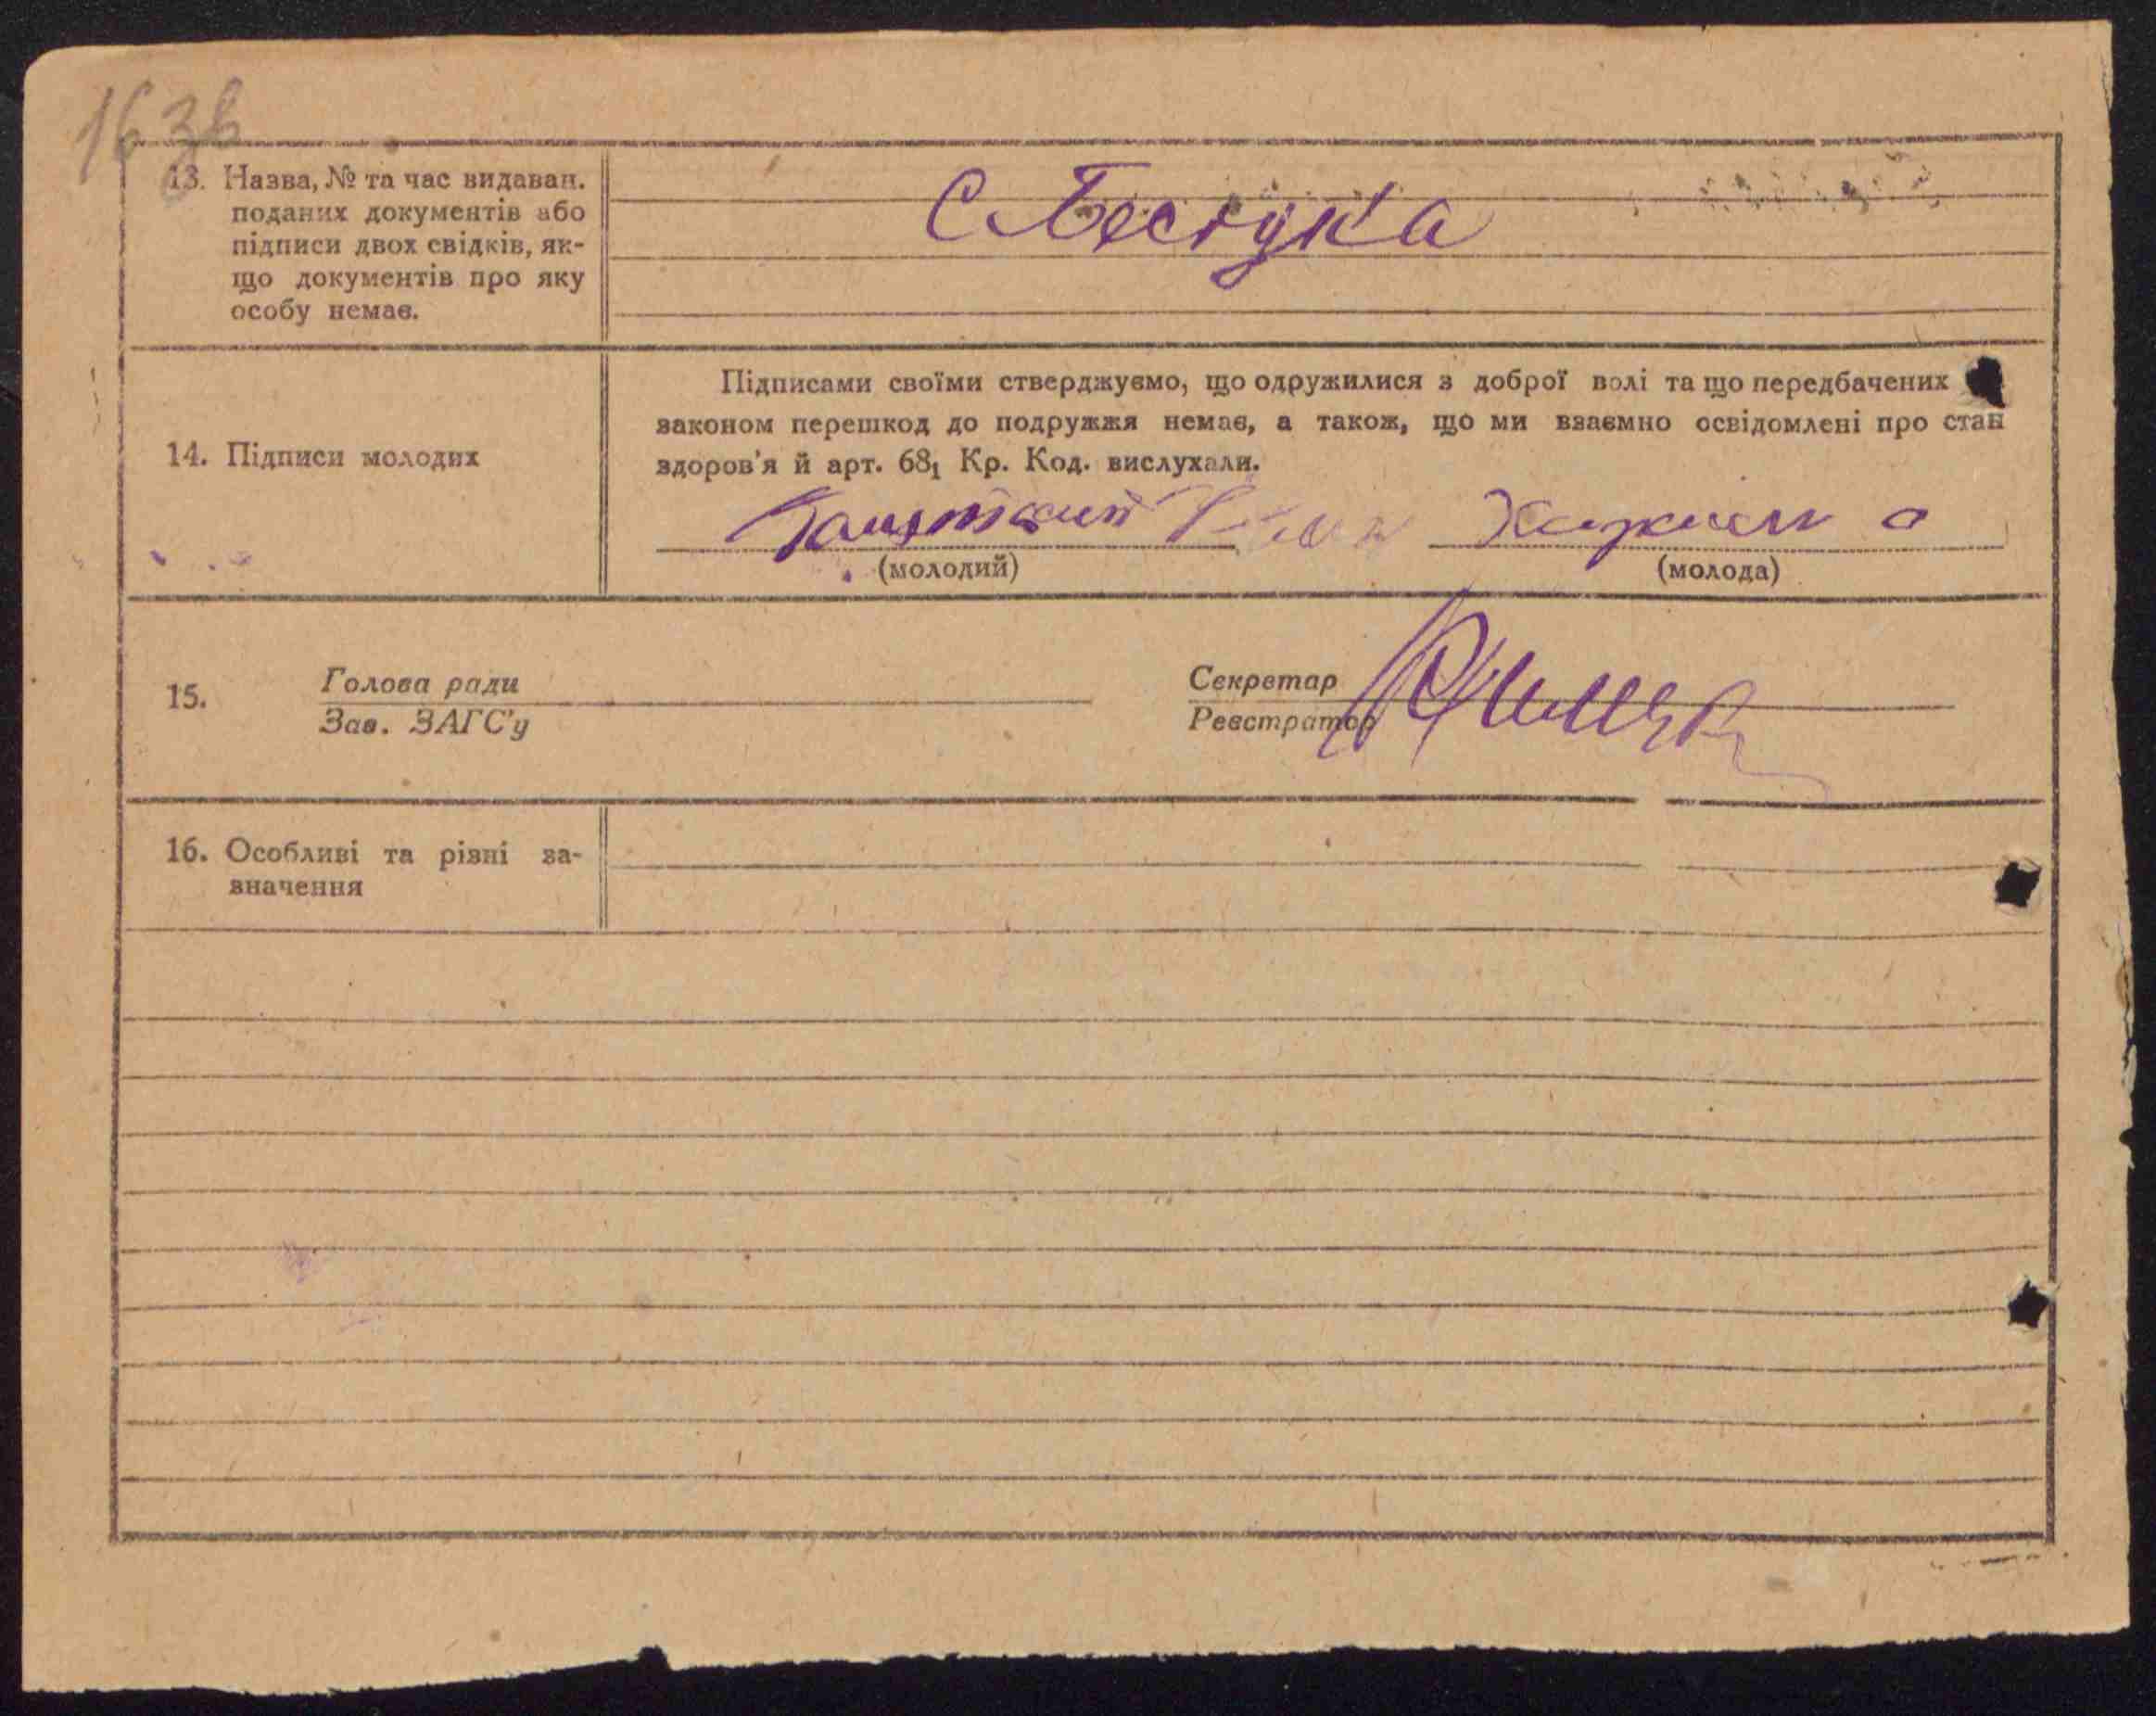 16 зв
13. Назва, № та час видаван.
поданих документів або
підписи двох свідків, як-
що документів про яку
особу немає.
14. Підписи молодих
Підписами своїми стверджуємо, що одружилися з доброї волі та що передбачених
законом перешкод до подружжя немає, а також, що ми взаємно освідомлені про стан
здоров'я й арт. 68₁ Кр. Код. вислухали.
(молодий) (молода)
15. Голова ради
Зав. ЗАГС'у
Секретар
Реєстратор
16. Особливі та різні за-
значення